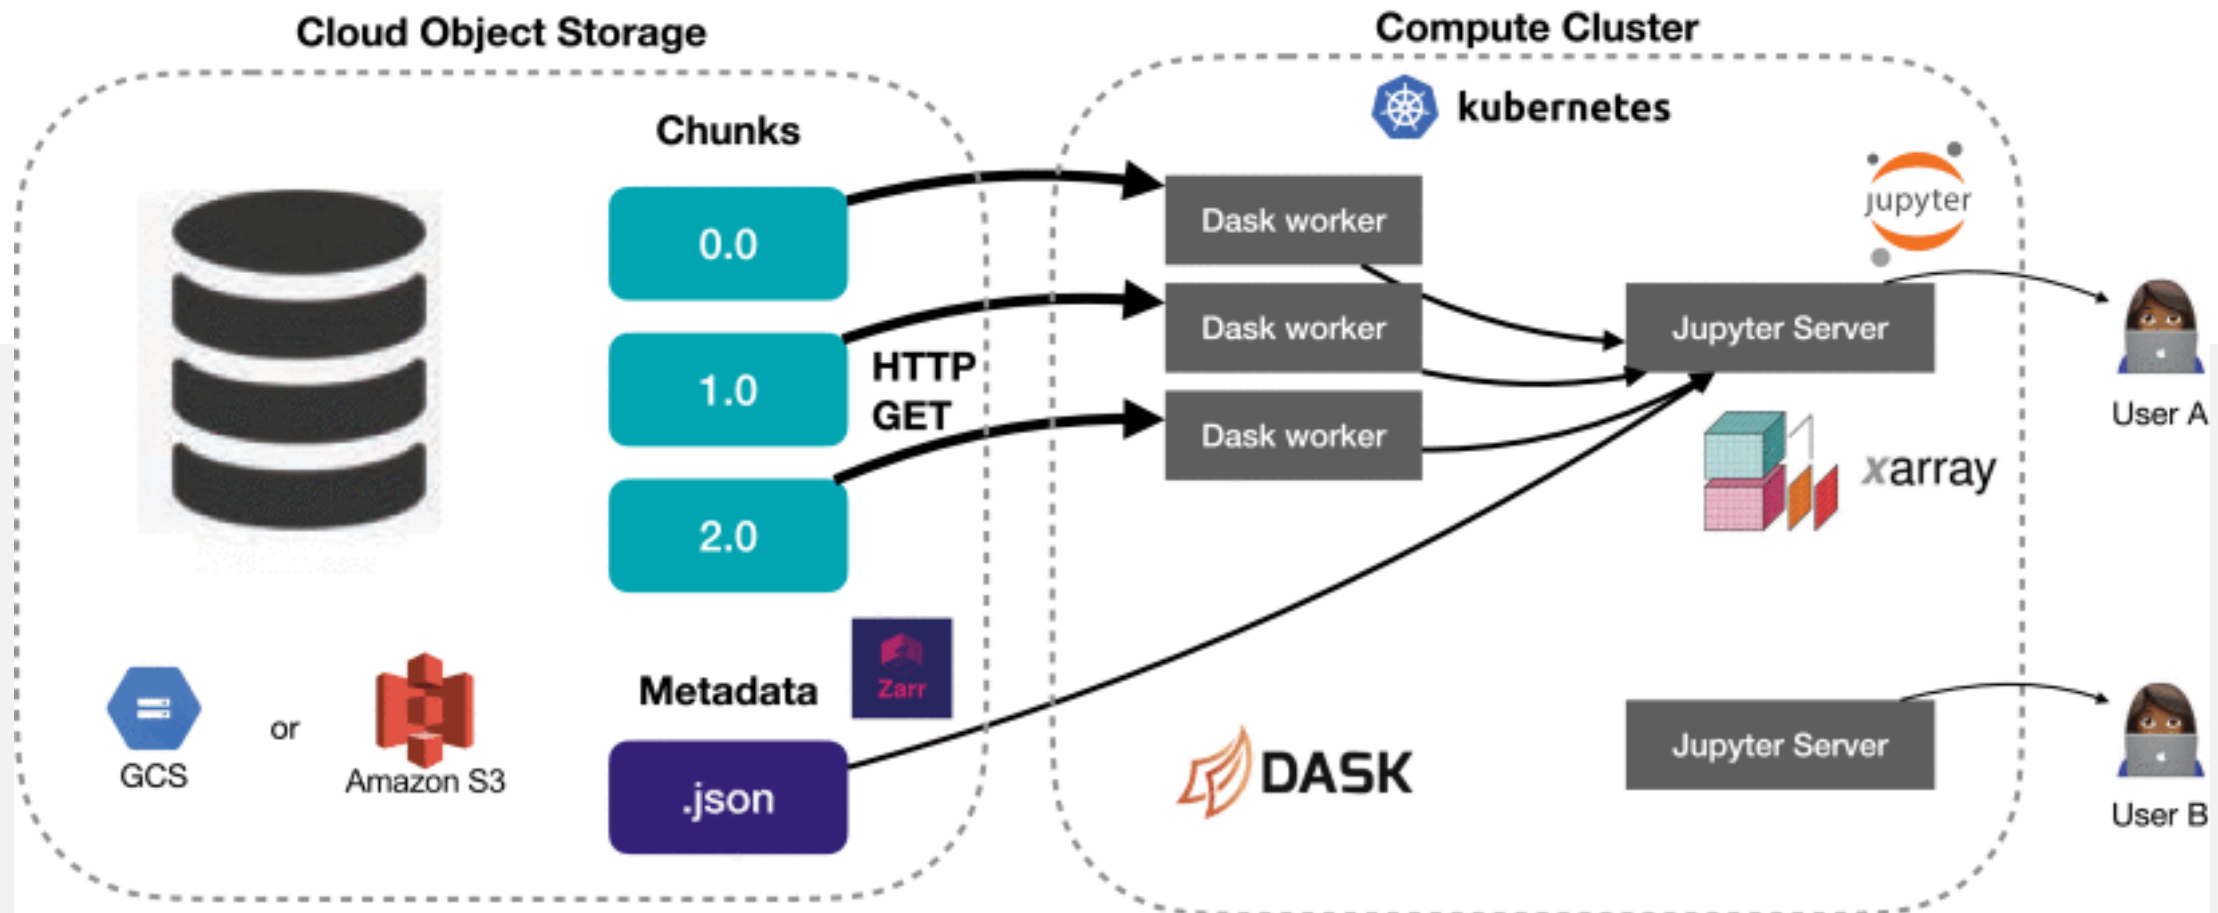 Cloud Object Storage
Chunks
0.0
1.0
2.0
HTTP
GET
Metadata
Zarr
.json
GCS
or
Amazon S3
Compute Cluster
kubernetes
Dask worker
Dask worker
Dask worker
jupyter
Jupyter Server
xarray
DASK
Jupyter Server
User A
User B